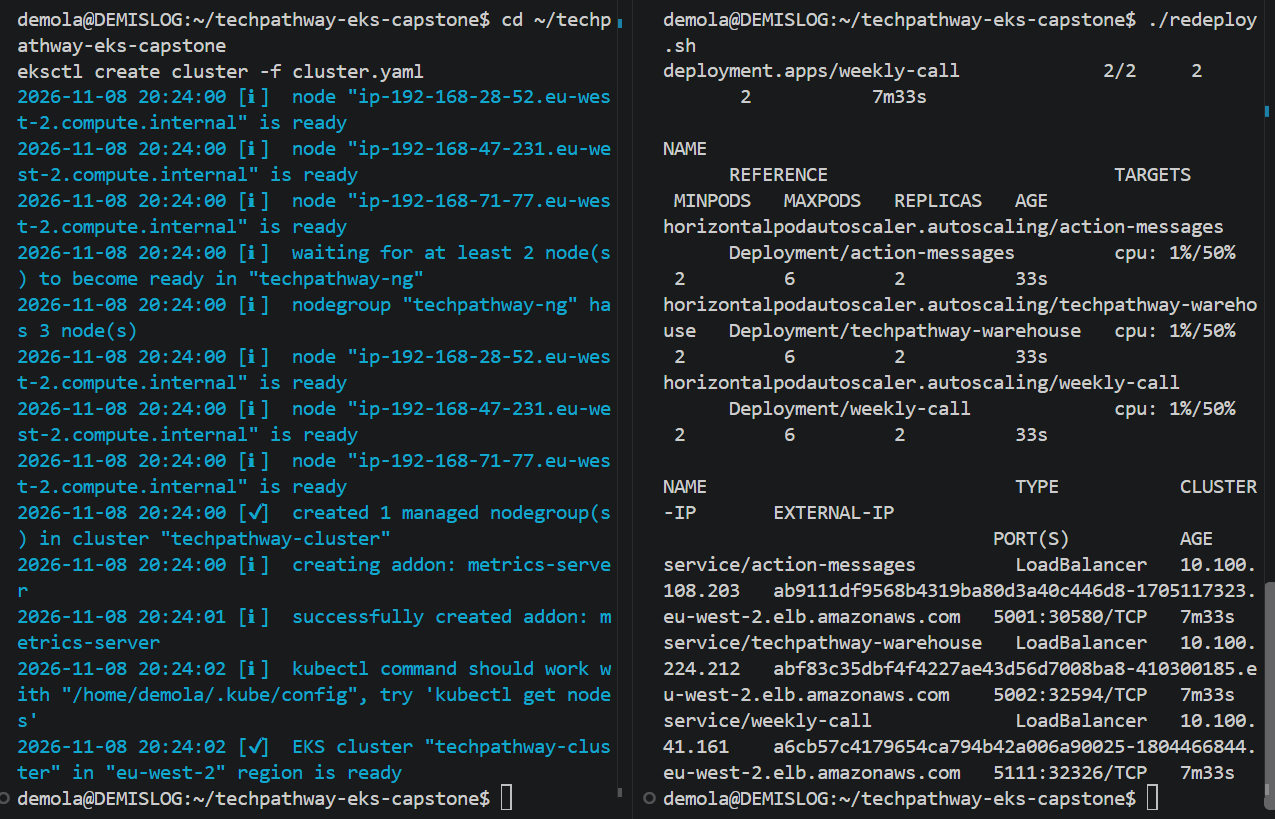 demola@DEMISLOG:~/techpathway-eks-capstone$ cd ~/techp
athway-eks-capstone
eksctl create cluster -f cluster.yaml
2026-11-08 20:24:00 [ℹ]  node "ip-192-168-28-52.eu-wes
t-2.compute.internal" is ready
2026-11-08 20:24:00 [ℹ]  node "ip-192-168-47-231.eu-we
st-2.compute.internal" is ready
2026-11-08 20:24:00 [ℹ]  node "ip-192-168-71-77.eu-wes
t-2.compute.internal" is ready
2026-11-08 20:24:00 [ℹ]  waiting for at least 2 node(s
) to become ready in "techpathway-ng"
2026-11-08 20:24:00 [ℹ]  nodegroup "techpathway-ng" ha
s 3 node(s)
2026-11-08 20:24:00 [ℹ]  node "ip-192-168-28-52.eu-wes
t-2.compute.internal" is ready
2026-11-08 20:24:00 [ℹ]  node "ip-192-168-47-231.eu-we
st-2.compute.internal" is ready
2026-11-08 20:24:00 [ℹ]  node "ip-192-168-71-77.eu-wes
t-2.compute.internal" is ready
2026-11-08 20:24:00 [✓]  created 1 managed nodegroup(s
) in cluster "techpathway-cluster"
2026-11-08 20:24:00 [ℹ]  creating addon: metrics-serve
r
2026-11-08 20:24:01 [ℹ]  successfully created addon: m
etrics-server
2026-11-08 20:24:02 [ℹ]  kubectl command should work w
ith "/home/demola/.kube/config", try 'kubectl get node
s'
2026-11-08 20:24:02 [✓]  EKS cluster "techpathway-clus
ter" in "eu-west-2" region is ready
demola@DEMISLOG:~/techpathway-eks-capstone$
demola@DEMISLOG:~/techpathway-eks-capstone$ ./redeploy
.sh
deployment.apps/weekly-call             2/2     2
       2           7m33s
NAME
      REFERENCE                          TARGETS
 MINPODS   MAXPODS   REPLICAS   AGE
horizontalpodautoscaler.autoscaling/action-messages
      Deployment/action-messages         cpu: 1%/50%
 2         6         2          33s
horizontalpodautoscaler.autoscaling/techpathway-wareho
use   Deployment/techpathway-warehouse   cpu: 1%/50%
 2         6         2          33s
horizontalpodautoscaler.autoscaling/weekly-call
      Deployment/weekly-call             cpu: 1%/50%
 2         6         2          33s
NAME                            TYPE           CLUSTER
-IP       EXTERNAL-IP
                              PORT(S)          AGE
service/action-messages         LoadBalancer   10.100.
108.203   ab9111df9568b4319ba80d3a40c446d8-1705117323.
eu-west-2.elb.amazonaws.com   5001:30580/TCP   7m33s
service/techpathway-warehouse   LoadBalancer   10.100.
224.212   abf83c35dbf4f4227ae43d56d7008ba8-410300185.e
u-west-2.elb.amazonaws.com    5002:32594/TCP   7m33s
service/weekly-call             LoadBalancer   10.100.
41.161    a6cb57c4179654ca794b42a006a90025-1804466844.
eu-west-2.elb.amazonaws.com   5111:32326/TCP   7m33s
demola@DEMISLOG:~/techpathway-eks-capstone$